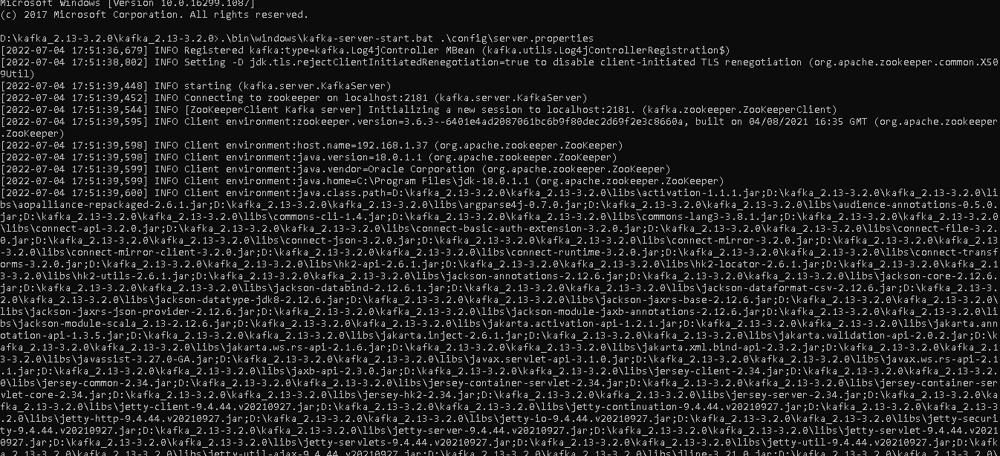 Microsoft Windows [Version 10.0.16299.1087]
(c) 2017 Microsoft Corporation. All rights reserved.
D:\kafka_2.13-3.2.0\kafka_2.13-3.2.0>.\bin\windows\kafka-server-start.bat .\config\server.properties
[2022-07-04 17:51:36,679] INFO Registered kafka:type=kafka.Log4jController MBean (kafka.utils.Log4jControllerRegistration$)
[2022-07-04 17:51:38,802] INFO Setting -D jdk.tls.rejectClientInitiatedRenegotiation=true to disable client-initiated TLS renegotiation (org.apache.zookeeper.common.X50
9Util)
[2022-07-04 17:51:39,448] INFO starting (kafka.server.KafkaServer)
[2022-07-04 17:51:39,452] INFO Connecting to zookeeper on localhost:2181 (kafka.server.KafkaServer)
[2022-07-04 17:51:39,544] INFO [ZooKeeperClient Kafka server] Initializing a new session to localhost:2181. (kafka.zookeeper.ZooKeeperClient)
[2022-07-04 17:51:39,595] INFO Client environment:zookeeper.version=3.6.3--6401e4ad2087061bc6b9f80dec2d69f2e3c8660a, built on 04/08/2021 16:35 GMT (org.apache.zookeeper
.ZooKeeper)
[2022-07-04 17:51:39,598] INFO Client environment:host.name=192.168.1.37 (org.apache.zookeeper.ZooKeeper)
[2022-07-04 17:51:39,598] INFO Client environment:java.version=18.0.1.1 (org.apache.zookeeper.ZooKeeper)
[2022-07-04 17:51:39,599] INFO Client environment:java.vendor=Oracle Corporation (org.apache.zookeeper.ZooKeeper)
[2022-07-04 17:51:39,599] INFO Client environment:java.home=C:\Program Files\jdk-18.0.1.1 (org.apache.zookeeper.ZooKeeper)
[2022-07-04 17:51:39,600] INFO Client environment:java.class.path=D:\kafka_2.13-3.2.0\kafka_2.13-3.2.0\libs\activation-1.1.1.jar;D:\kafka_2.13-3.2.0\kafka_2.13-3.2.0\li
bs\aopalliance-repackaged-2.6.1.jar;D:\kafka_2.13-3.2.0\kafka_2.13-3.2.0\libs\argparse4j-0.7.0.jar;D:\kafka_2.13-3.2.0\kafka_2.13-3.2.0\libs\audience-annotations-0.5.0.
jar;D:\kafka_2.13-3.2.0\kafka_2.13-3.2.0\libs\commons-cli-1.4.jar;D:\kafka_2.13-3.2.0\kafka_2.13-3.2.0\libs\commons-lang3-3.8.1.jar;D:\kafka_2.13-3.2.0\kafka_2.13-3.2.0
\libs\connect-api-3.2.0.jar;D:\kafka_2.13-3.2.0\kafka_2.13-3.2.0\libs\connect-basic-auth-extension-3.2.0.jar;D:\kafka_2.13-3.2.0\kafka_2.13-3.2.0\libs\connect-file-3.2.
0.jar;D:\kafka_2.13-3.2.0\kafka_2.13-3.2.0\libs\connect-json-3.2.0.jar;D:\kafka_2.13-3.2.0\kafka_2.13-3.2.0\libs\connect-mirror-3.2.0.jar;D:\kafka_2.13-3.2.0\kafka_2.13
-3.2.0\libs\connect-mirror-client-3.2.0.jar;D:\kafka_2.13-3.2.0\kafka_2.13-3.2.0\libs\connect-runtime-3.2.0.jar;D:\kafka_2.13-3.2.0\kafka_2.13-3.2.0\libs\connect-transf
orms-3.2.0.jar;D:\kafka_2.13-3.2.0\kafka_2.13-3.2.0\libs\hk2-api-2.6.1.jar;D:\kafka_2.13-3.2.0\kafka_2.13-3.2.0\libs\hk2-locator-2.6.1.jar;D:\kafka_2.13-3.2.0\kafka_2.1
3-3.2.0\libs\hk2-utils-2.6.1.jar;D:\kafka_2.13-3.2.0\kafka_2.13-3.2.0\libs\jackson-annotations-2.12.6.jar;D:\kafka_2.13-3.2.0\kafka_2.13-3.2.0\libs\jackson-core-2.12.6.
jar;D:\kafka_2.13-3.2.0\kafka_2.13-3.2.0\libs\jackson-databind-2.12.6.1.jar;D:\kafka_2.13-3.2.0\kafka_2.13-3.2.0\libs\jackson-dataformat-csv-2.12.6.jar;D:\kafka_2.13-3.
2.0\kafka_2.13-3.2.0\libs\jackson-datatype-jdk8-2.12.6.jar;D:\kafka_2.13-3.2.0\kafka_2.13-3.2.0\libs\jackson-jaxrs-base-2.12.6.jar;D:\kafka_2.13-3.2.0\kafka_2.13-3.2.0\
libs\jackson-jaxrs-json-provider-2.12.6.jar;D:\kafka_2.13-3.2.0\kafka_2.13-3.2.0\libs\jackson-module-jaxb-annotations-2.12.6.jar;D:\kafka_2.13-3.2.0\kafka_2.13-3.2.0\li
bs\jackson-module-scala_2.13-2.12.6.jar;D:\kafka_2.13-3.2.0\kafka_2.13-3.2.0\libs\jakarta.activation-api-1.2.1.jar;D:\kafka_2.13-3.2.0\kafka_2.13-3.2.0\libs\jakarta.ann
otation-api-1.3.5.jar;D:\kafka_2.13-3.2.0\kafka_2.13-3.2.0\libs\jakarta.inject-2.6.1.jar;D:\kafka_2.13-3.2.0\kafka_2.13-3.2.0\libs\jakarta.validation-api-2.0.2.jar;D:\k
afka_2.13-3.2.0\kafka_2.13-3.2.0\libs\jakarta.ws.rs-api-2.1.6.jar;D:\kafka_2.13-3.2.0\kafka_2.13-3.2.0\libs\jakarta.xml.bind-api-2.3.2.jar;D:\kafka_2.13-3.2.0\kafka_2.1
3-3.2.0\libs\javassist-3.27.0-GA.jar;D:\kafka_2.13-3.2.0\kafka_2.13-3.2.0\libs\javax.servlet-api-3.1.0.jar;D:\kafka_2.13-3.2.0\kafka_2.13-3.2.0\libs\javax.ws.rs-api-2.1
.1.jar;D:\kafka_2.13-3.2.0\kafka_2.13-3.2.0\libs\jaxb-api-2.3.0.jar;D:\kafka_2.13-3.2.0\kafka_2.13-3.2.0\libs\jersey-client-2.34.jar;D:\kafka_2.13-3.2.0\kafka_2.13-3.2.
0\libs\jersey-common-2.34.jar;D:\kafka_2.13-3.2.0\kafka_2.13-3.2.0\libs\jersey-container-servlet-2.34.jar;D:\kafka_2.13-3.2.0\kafka_2.13-3.2.0\libs\jersey-container-ser
vlet-core-2.34.jar;D:\kafka_2.13-3.2.0\kafka_2.13-3.2.0\libs\jersey-hk2-2.34.jar;D:\kafka_2.13-3.2.0\kafka_2.13-3.2.0\libs\jersey-server-2.34.jar;D:\kafka_2.13-3.2.0\ka
fka_2.13-3.2.0\libs\jetty-client-9.4.44.v20210927.jar;D:\kafka_2.13-3.2.0\kafka_2.13-3.2.0\libs\jetty-continuation-9.4.44.v20210927.jar;D:\kafka_2.13-3.2.0\kafka_2.13-3
.2.0\libs\jetty-http-9.4.44.v20210927.jar;D:\kafka_2.13-3.2.0\kafka_2.13-3.2.0\libs\jetty-io-9.4.44.v20210927.jar;D:\kafka_2.13-3.2.0\kafka_2.13-3.2.0\libs\jetty-securi
ty-9.4.44.v20210927.jar;D:\kafka_2.13-3.2.0\kafka_2.13-3.2.0\libs\jetty-server-9.4.44.v20210927.jar;D:\kafka_2.13-3.2.0\kafka_2.13-3.2.0\libs\jetty-servlet-9.4.44.v2021
0927.jar;D:\kafka_2.13-3.2.0\kafka_2.13-3.2.0\libs\jetty-servlets-9.4.44.v20210927.jar;D:\kafka_2.13-3.2.0\kafka_2.13-3.2.0\libs\jetty-util-9.4.44.v20210927.jar;D:\kafk
a_2.13-3.2.0\kafka_2.13-3.2.0\libs\jetty-util-ajax-9.4.44.v20210927.jar;D:\kafka_2.13-3.2.0\kafka_2.13-3.2.0\libs\jline-3.21.0.jar;D:\kafka_2.13-3.2.0\kafka_2.13-3.2.0\